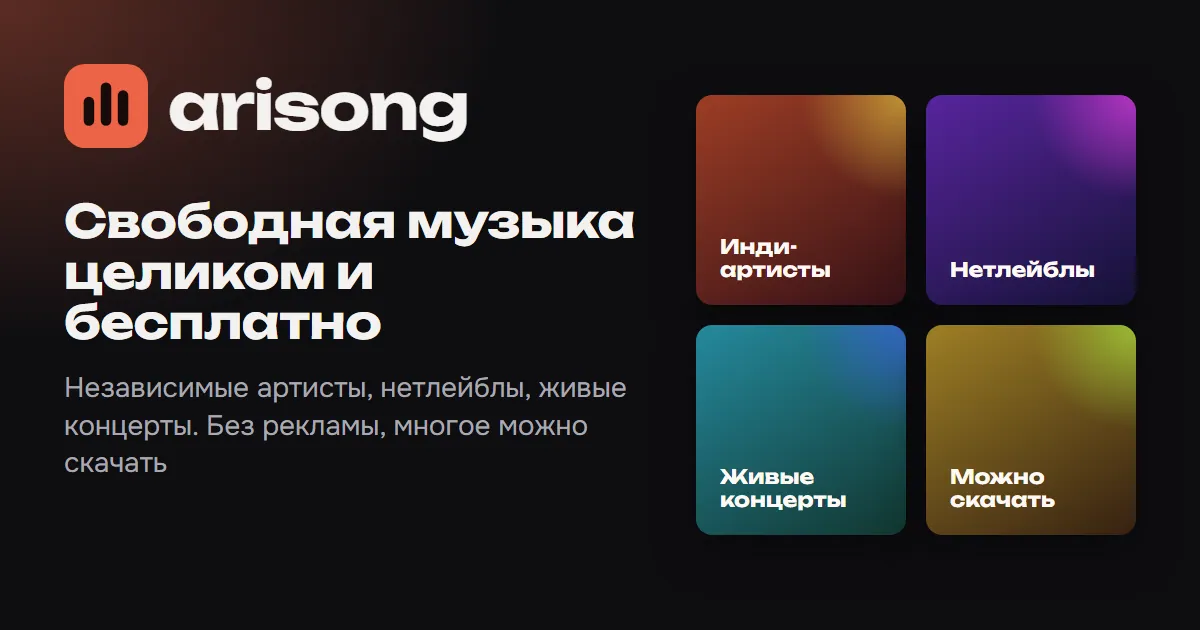 arisong
Свободная музыка
целиком и
бесплатно
Независимые артисты, нетлейблы, живые
концерты. Без рекламы, многое можно
скачать
Инди-
артисты
Нетлейблы
Живые
концерты
Можно
скачать